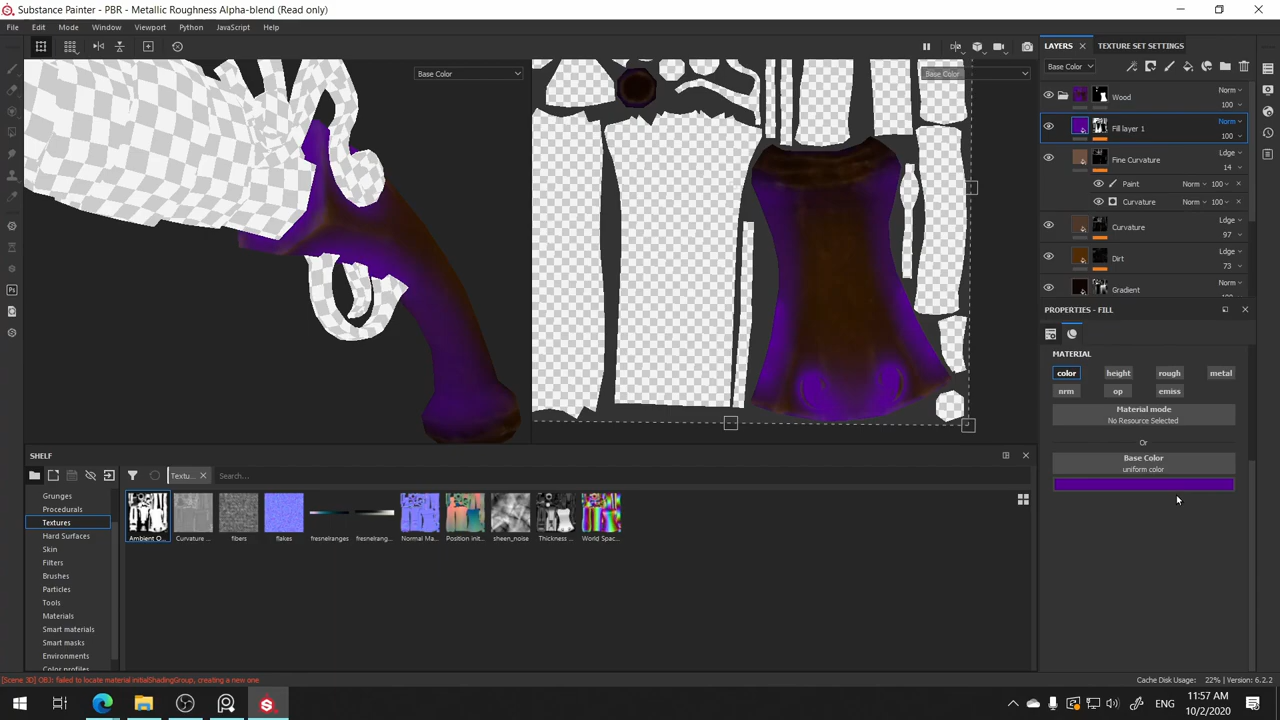 Substance Painter - PBR - Metallic Roughness Alpha-blend (Read only)
File Edit Mode Window Viewport Python JavaScript Help
LAYERS TEXTURE SET SETTINGS
Base Color
Base Color
Base Color
Wood Norm 100
Fill layer 1 Norm 100
Fine Curvature Ldge 14
Paint Norm 100
Curvature Norm 100
Curvature Ldge 97
Dirt Ldge 73
Gradient Norm
PROPERTIES - FILL
MATERIAL
color height rough metal
nrm op emiss
Material mode
No Resource Selected
Or
Base Color
uniform color
SHELF
Textu... Search...
Grunges
Procedurals
Textures
Hard Surfaces
Skin
Filters
Brushes
Particles
Tools
Materials
Smart materials
Smart masks
Environments
Color profiles
Ambient O... Curvature ... fibers flakes fresnelranges fresnelrang... Normal Ma... Position init... sheen_noise Thickness ... World Spac...
[Scene 3D] OBJ: failed to locate material initialShadingGroup, creating a new one.
Cache Disk Usage: 22% | Version: 6.2.2
ENG
11:57 AM
10/2/2020